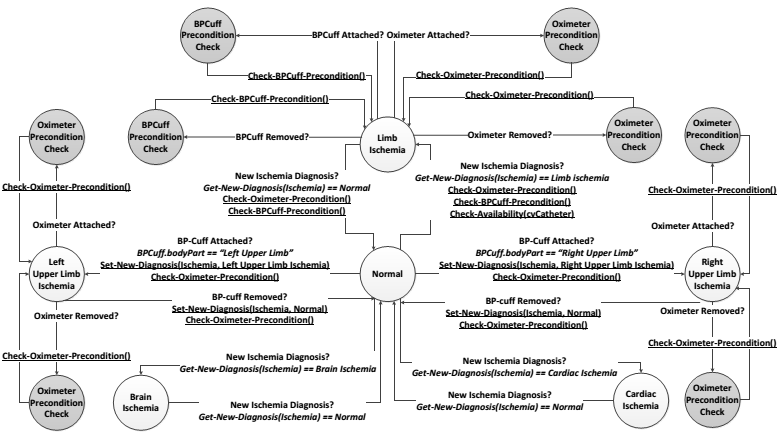 BPCuff
Precondition
Check
BPCuff Attached?
Oximeter Attached?
Oximeter
Precondition
Check
Check-BPCuff-Precondition()
Check-Oximeter-Precondition()
Check-BPCuff-Precondition()
Check-Oximeter-Precondition()
Oximeter
Precondition
Check
BPCuff
Precondition
Check
BPCuff Removed?
Limb
Ischemia
Oximeter Removed?
Oximeter
Precondition
Check
Oximeter
Precondition
Check
Check-Oximeter-Precondition()
New Ischemia Diagnosis?
Get-New-Diagnosis(Ischemia) == Normal
Check-Oximeter-Precondition()
Check-BPCuff-Precondition()
New Ischemia Diagnosis?
Get-New-Diagnosis(Ischemia) == Limb ischemia
Check-Oximeter-Precondition()
Check-BPCuff-Precondition()
Check-Availability(cvCatheter)
Check-Oximeter-Precondition()
Oximeter Attached?
Oximeter Attached?
Left
Upper Limb
Ischemia
BP-Cuff Attached?
BPCuff.bodyPart == “Left Upper Limb”
Set-New-Diagnosis(Ischemia, Left Upper Limb Ischemia)
Check-Oximeter-Precondition()
Normal
BP-Cuff Attached?
BPCuff.bodyPart == “Right Upper Limb”
Set-New-Diagnosis(Ischemia, Right Upper Limb Ischemia)
Check-Oximeter-Precondition()
Right
Upper Limb
Ischemia
BP-cuff Removed?
Set-New-Diagnosis(Ischemia, Normal)
Check-Oximeter-Precondition()
BP-cuff Removed?
Set-New-Diagnosis(Ischemia, Normal)
Check-Oximeter-Precondition()
Oximeter Removed?
Oximeter Removed?
Check-Oximeter-Precondition()
Check-Oximeter-Precondition()
New Ischemia Diagnosis?
Get-New-Diagnosis(Ischemia) == Brain Ischemia
New Ischemia Diagnosis?
Get-New-Diagnosis(Ischemia) == Cardiac Ischemia
Oximeter
Precondition
Check
Brain
Ischemia
New Ischemia Diagnosis?
Get-New-Diagnosis(Ischemia) == Normal
New Ischemia Diagnosis?
Get-New-Diagnosis(Ischemia) == Normal
Cardiac
Ischemia
Oximeter
Precondition
Check